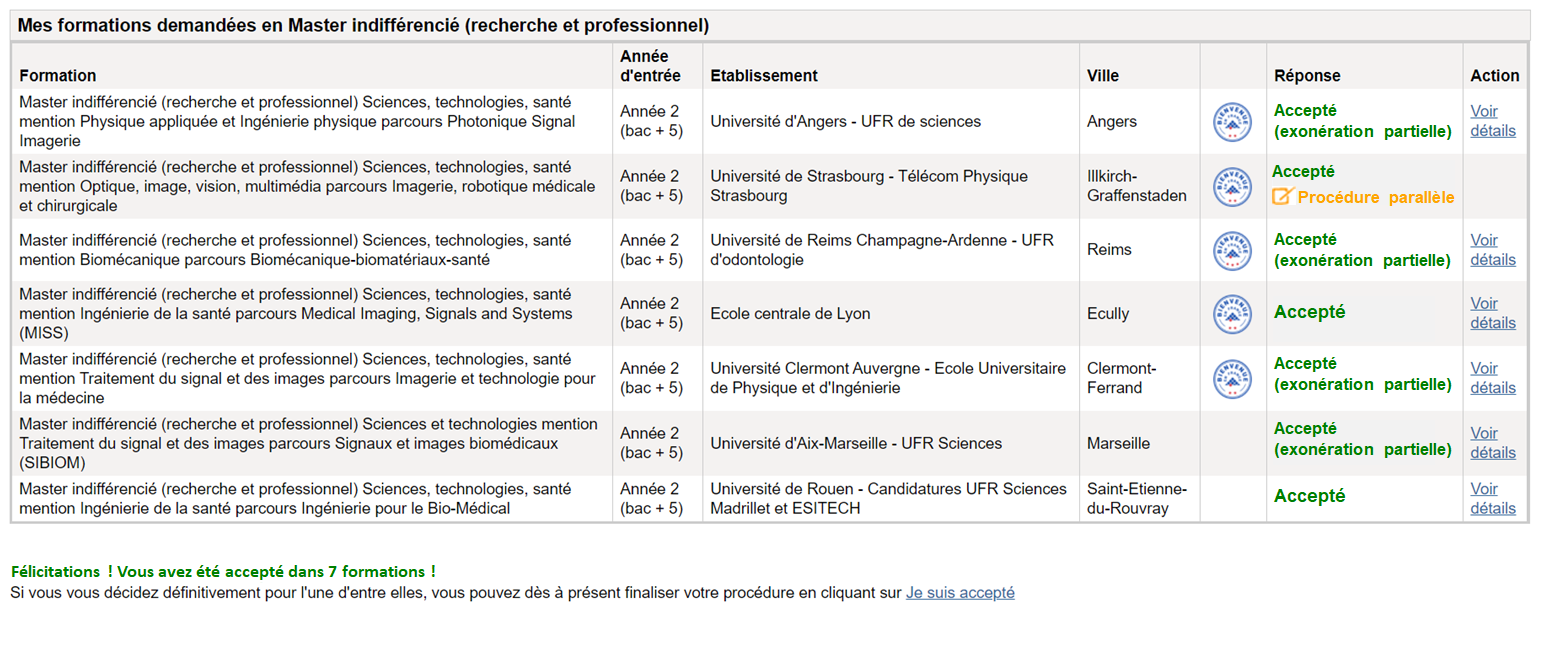 Mes formations demandées en Master indifférencié (recherche et professionnel)
Formation
Année
d'entrée
Etablissement
Ville
Réponse
Action
Master indifférencié (recherche et professionnel) Sciences, technologies, santé
mention Physique appliquée et Ingénierie physique parcours Photonique Signal
Imagerie
Année 2
(bac + 5)
Université d'Angers - UFR de sciences
Angers
BIENVENUE
Accepté
(exonération partielle)
Voir
détails
Master indifférencié (recherche et professionnel) Sciences, technologies, santé
mention Optique, image, vision, multimédia parcours Imagerie, robotique médicale
et chirurgicale
Année 2
(bac + 5)
Université de Strasbourg - Télécom Physique
Strasbourg
Illkirch-
Graffenstaden
BIENVENUE
Accepté
Procédure parallèle
Master indifférencié (recherche et professionnel) Sciences, technologies, santé
mention Biomécanique parcours Biomécanique-biomatériaux-santé
Année 2
(bac + 5)
Université de Reims Champagne-Ardenne - UFR
d'odontologie
Reims
BIENVENUE
Accepté
(exonération partielle)
Voir
détails
Master indifférencié (recherche et professionnel) Sciences, technologies, santé
mention Ingénierie de la santé parcours Medical Imaging, Signals and Systems
(MISS)
Année 2
(bac + 5)
Ecole centrale de Lyon
Ecully
BIENVENUE
Accepté
Voir
détails
Master indifférencié (recherche et professionnel) Sciences, technologies, santé
mention Traitement du signal et des images parcours Imagerie et technologie pour
la médecine
Année 2
(bac + 5)
Université Clermont Auvergne - Ecole Universitaire
de Physique et d'Ingénierie
Clermont-
Ferrand
BIENVENUE
Accepté
(exonération partielle)
Voir
détails
Master indifférencié (recherche et professionnel) Sciences et technologies mention
Traitement du signal et des images parcours Signaux et images biomédicaux
(SIBIOM)
Année 2
(bac + 5)
Université d'Aix-Marseille - UFR Sciences
Marseille
Accepté
(exonération partielle)
Voir
détails
Master indifférencié (recherche et professionnel) Sciences, technologies, santé
mention Ingénierie de la santé parcours Ingénierie pour le Bio-Médical
Année 2
(bac + 5)
Université de Rouen - Candidatures UFR Sciences
Madrillet et ESITECH
Saint-Etienne-
du-Rouvray
Accepté
Voir
détails
Félicitations ! Vous avez été accepté dans 7 formations !
Si vous vous décidez définitivement pour l'une d'entre elles, vous pouvez dès à présent finaliser votre procédure en cliquant sur Je suis accepté